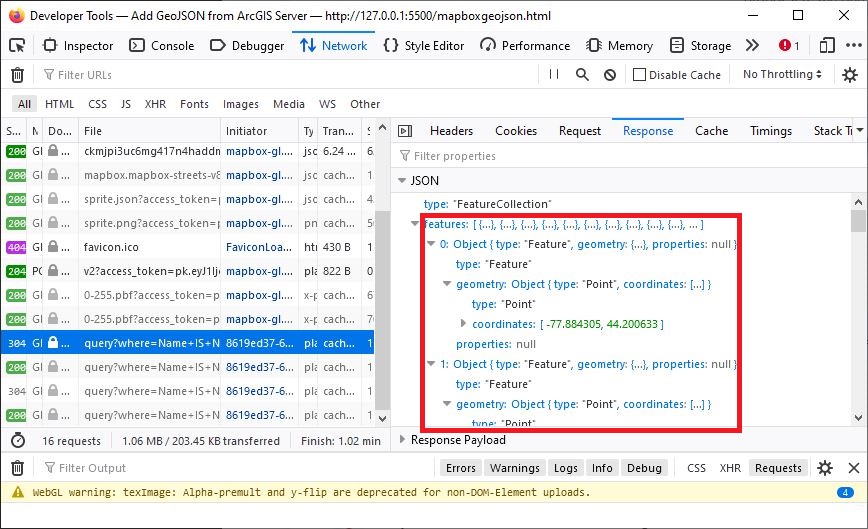 Developer Tools — Add GeoJSON from ArcGIS Server — http://127.0.0.1:5500/mapboxgeojson.html
Inspector Console Debugger Network Style Editor Performance Memory Storage 1
Filter URLs Disable Cache No Throttling
All HTML CSS JS XHR Fonts Images Media WS Other
S... M Do... File Initiator Ty Tran... S
Headers Cookies Request Response Cache Timings Stack Tr
Filter properties
JSON
200 GI ... ckmjpi3uc6mg417n4haddn mapbox-gl.... jsc 6.24 ... 6.
200 GI ... mapbox.mapbox-streets-v8 mapbox-gl.... jsc cach...
200 GI ... sprite.json?access_token=p mapbox-gl.... jsc cach...
200 GI ... sprite.png?access_token=p mapbox-gl.... pn cach...
404 GI ... favicon.ico FaviconLoa... htr 430 B
204 PC ... v2?access_token=pk.eyJ1Ijc mapbox-gl.... pla 822 B 0
200 GI ... 0-255.pbf?access_token=p mapbox-gl.... x-p cach...
200 GI ... 0-255.pbf?access_token=p mapbox-gl.... x-p cach...
304 GI ... query?where=Name+IS+N 8619ed37-6... pla cach...
200 GI ... query?where=Name+IS+N 8619ed37-6... pla cach...
304 GI ... query?where=Name+IS+N 8619ed37-6... pla cach...
200 GI ... query?where=Name+IS+N 8619ed37-6... pla cach...
type: "FeatureCollection"
features: [ {...}, {...}, {...}, {...}, {...}, {...}, {...}, {...}, {...}, {...}, ... ]
0: Object { type: "Feature", geometry: {...}, properties: null }
type: "Feature"
geometry: Object { type: "Point", coordinates: [...] }
type: "Point"
coordinates: [ -77.884305, 44.200633 ]
properties: null
1: Object { type: "Feature", geometry: {...}, properties: null }
type: "Feature"
geometry: Object { type: "Point", coordinates: [...] }
type: "Point"
16 requests 1.06 MB / 203.45 KB transferred Finish: 1.02 min
Response Payload
Filter Output Errors Warnings Logs Info Debug CSS XHR Requests
WebGL warning: texImage: Alpha-premult and y-flip are deprecated for non-DOM-Element uploads. 4